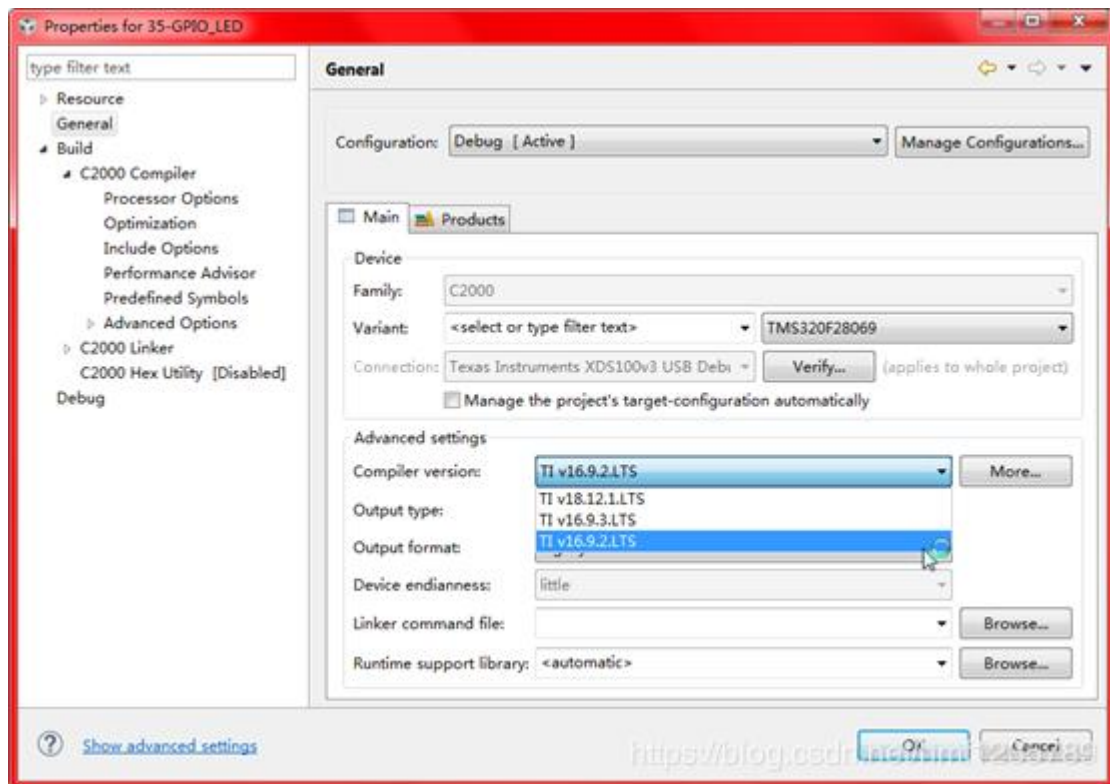 Properties for 35-GPIO_LED
type filter text
Resource
General
Build
C2000 Compiler
Processor Options
Optimization
Include Options
Performance Advisor
Predefined Symbols
Advanced Options
C2000 Linker
C2000 Hex Utility [Disabled]
Debug
General
Configuration: Debug [ Active ] Manage Configurations...
Main Products
Device
Family: C2000
Variant: <select or type filter text> TMS320F28069
Connection: Texas Instruments XDS100v3 USB Debu Verify... (applies to whole project)
Manage the project's target-configuration automatically
Advanced settings
Compiler version: TI v16.9.2.LTS More...
TI v18.12.1.LTS
Output type:
TI v16.9.3.LTS
Output format: TI v16.9.2.LTS
Device endianness: little
Linker command file: Browse...
Runtime support library: <automatic> Browse...
Show advanced settings
OK Cancel
https://blog.csdn.net/